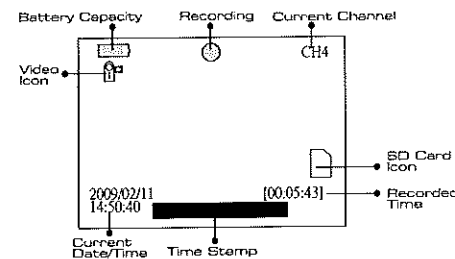 Battery Capacity
Recording
Current Channel
CH4
Video
Icon
SD Card
Icon
2009/02/11
[00:05:43]
Recorded
Time
14:50:40
Current
Date/Time
Time Stamp